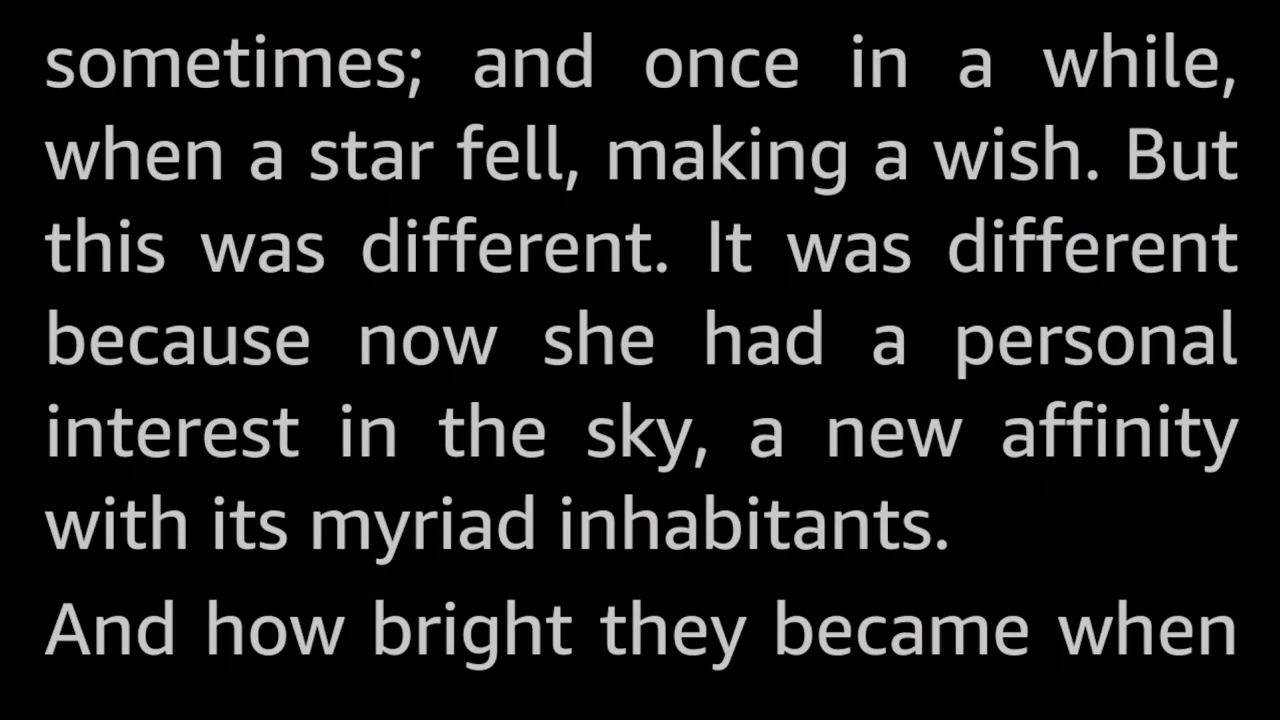 sometimes; and once in a while,
when a star fell, making a wish. But
this was different. It was different
because now she had a personal
interest in the sky, a new affinity
with its myriad inhabitants.
And how bright they became when